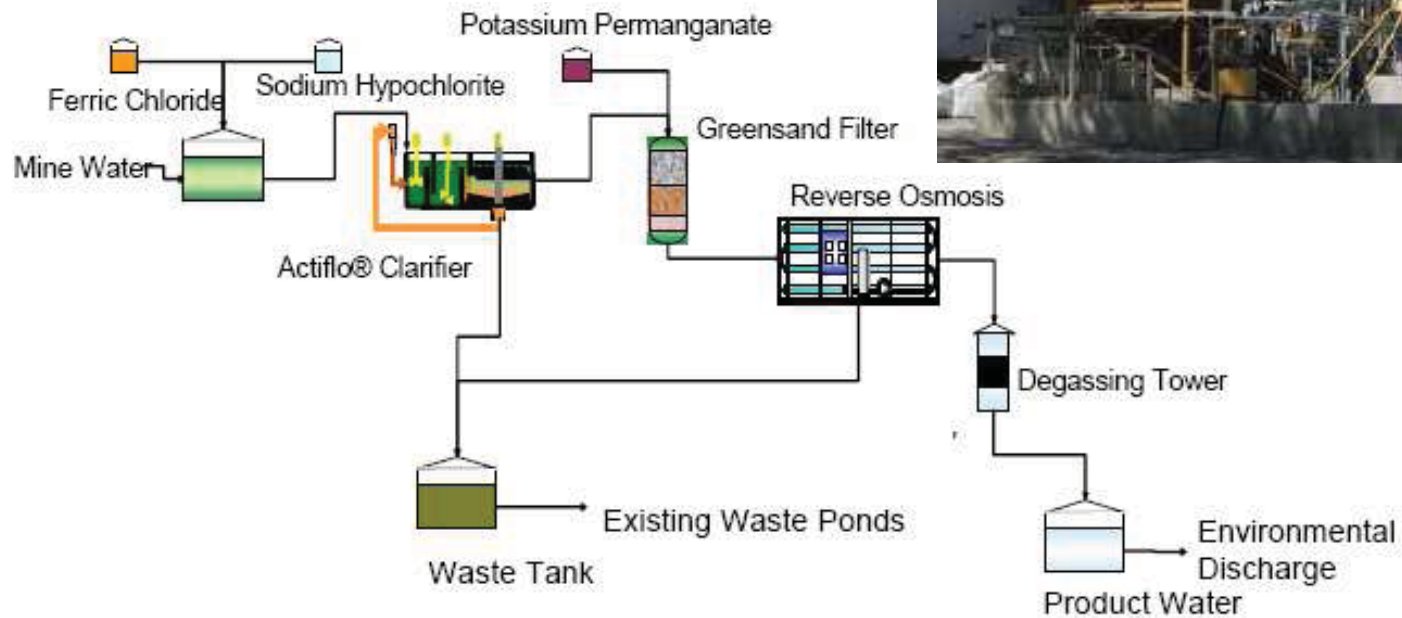 Potassium Permanganate
Ferric Chloride
Sodium Hypochlorite
Greensand Filter
Mine Water
Reverse Osmosis
Actiflo® Clarifier
Degassing Tower
Existing Waste Ponds
Waste Tank
Environmental
Discharge
Product Water